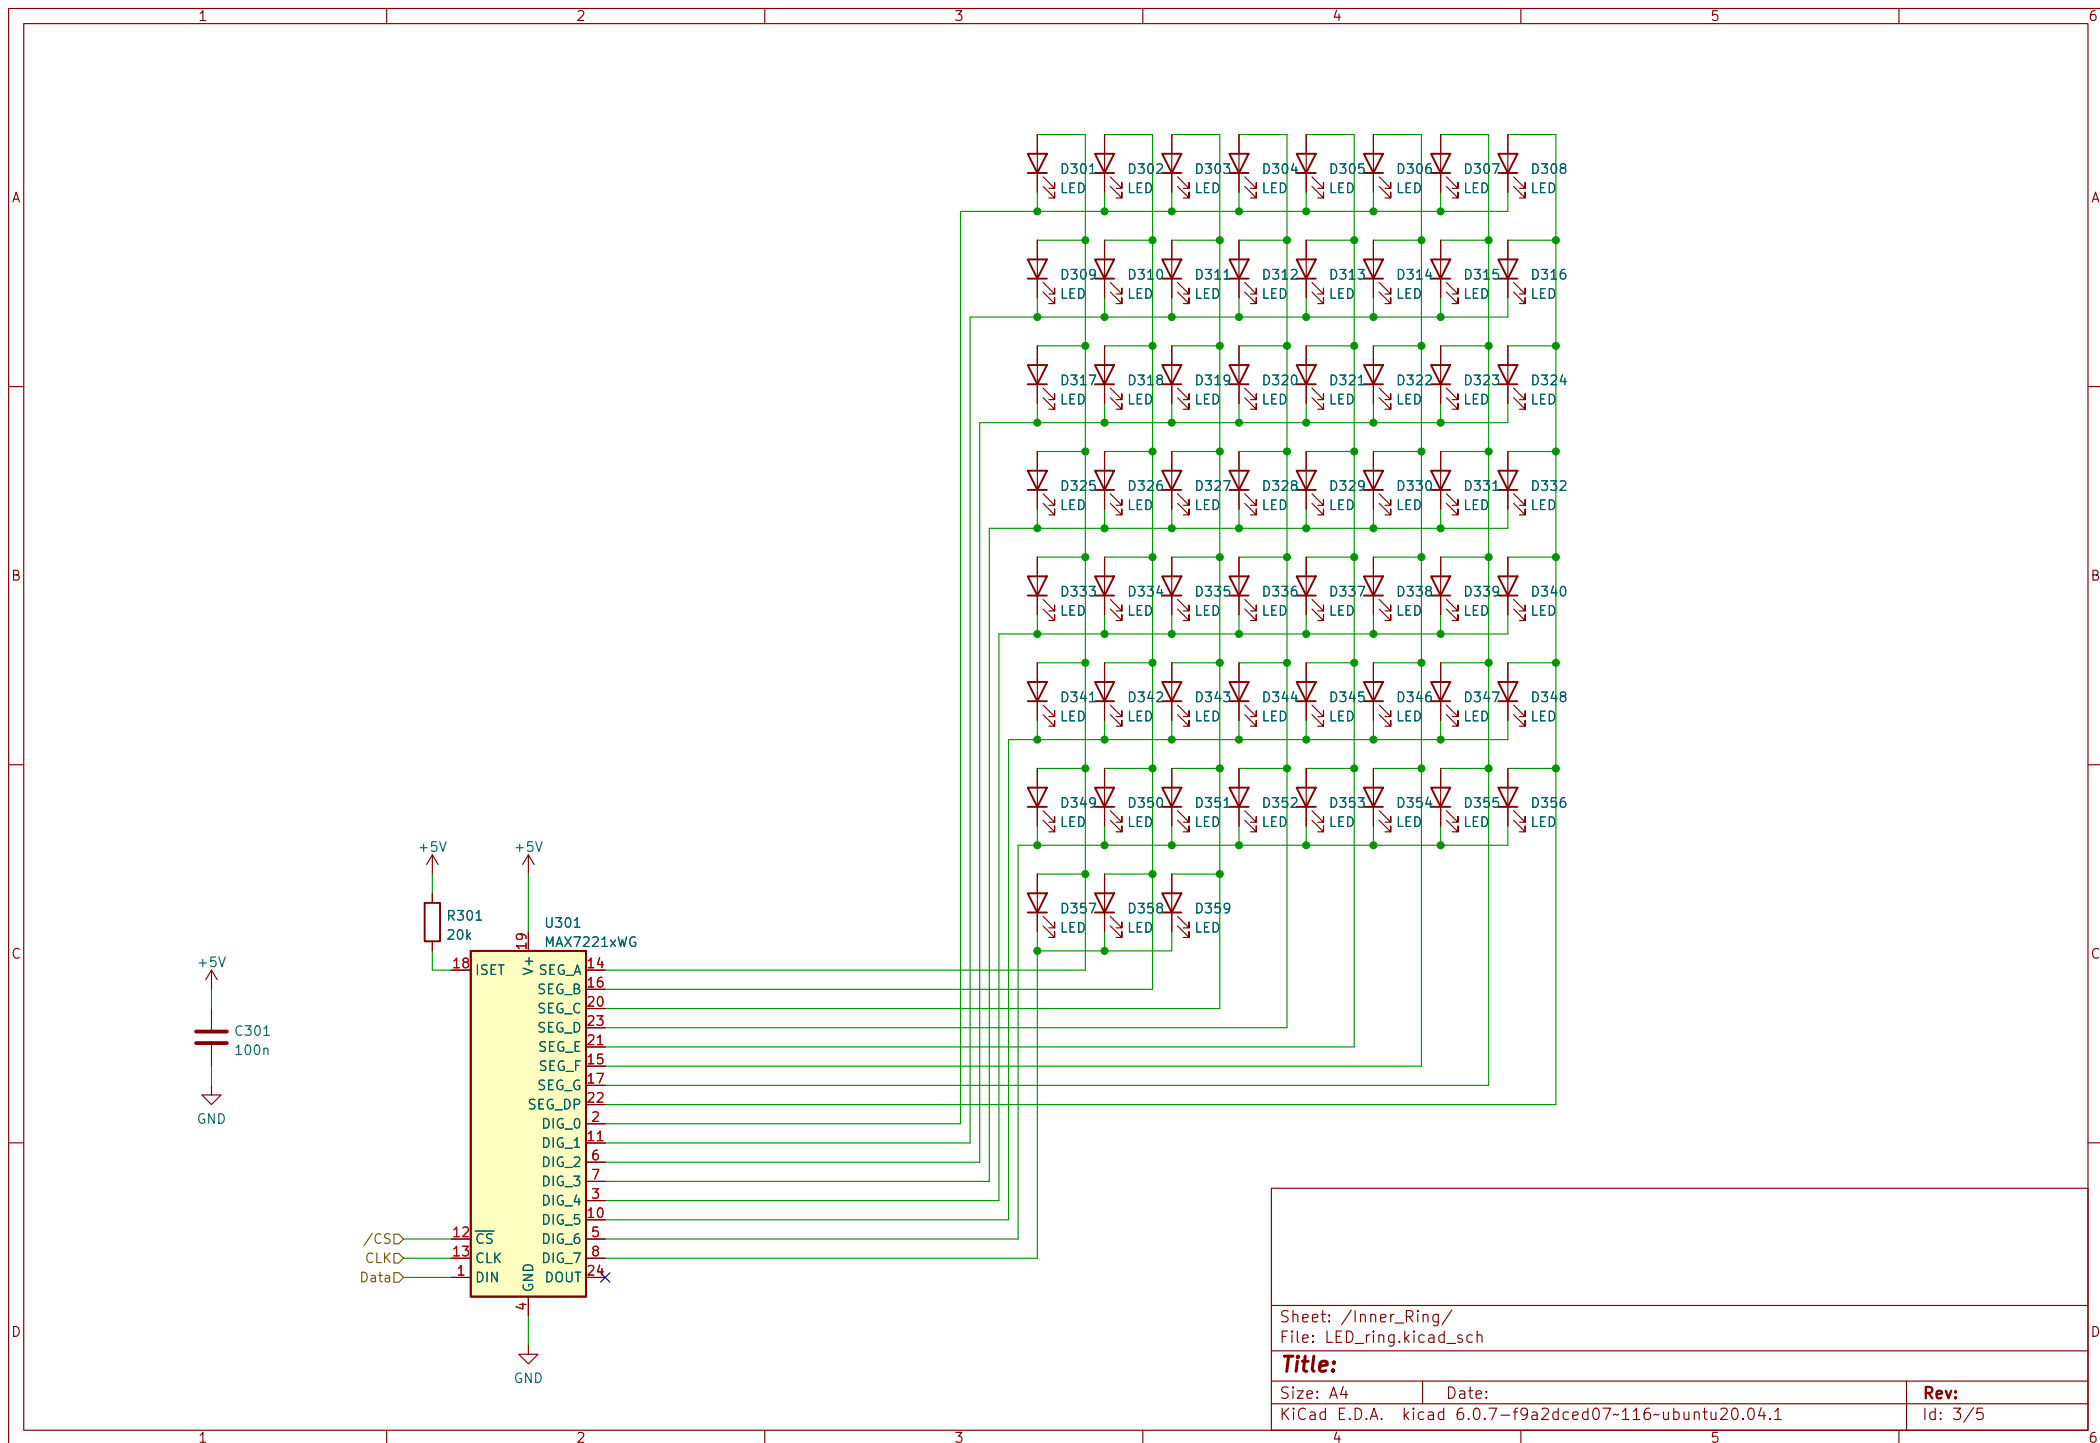 1 2 3 4 5 6
A A
D301 D302 D303 D304 D305 D306 D307 D308
LED LED LED LED LED LED LED LED
D309 D310 D311 D312 D313 D314 D315 D316
LED LED LED LED LED LED LED LED
D317 D318 D319 D320 D321 D322 D323 D324
LED LED LED LED LED LED LED LED
D325 D326 D327 D328 D329 D330 D331 D332
LED LED LED LED LED LED LED LED
B B
D333 D334 D335 D336 D337 D338 D339 D340
LED LED LED LED LED LED LED LED
D341 D342 D343 D344 D345 D346 D347 D348
LED LED LED LED LED LED LED LED
D349 D350 D351 D352 D353 D354 D355 D356
LED LED LED LED LED LED LED LED
D357 D358 D359
LED LED LED
C C
+5V +5V
R301
20k
U301
MAX7221xWG
19
V+
18 ISET
SEG_A 14
SEG_B 16
SEG_C 20
SEG_D 23
SEG_E 21
SEG_F 15
SEG_G 17
SEG_DP 22
DIG_0 2
DIG_1 11
DIG_2 6
DIG_3 7
DIG_4 3
DIG_5 10
DIG_6 5
DIG_7 8
DOUT 24
/CS 12 CS
CLK 13 CLK
Data 1 DIN
GND
4
GND
+5V
C301
100n
GND
D D
Sheet: /Inner_Ring/
File: LED_ring.kicad_sch
Title:
Size: A4 Date: Rev:
KiCad E.D.A. kicad 6.0.7-f9a2dced07~116~ubuntu20.04.1 Id: 3/5
1 2 3 4 5 6